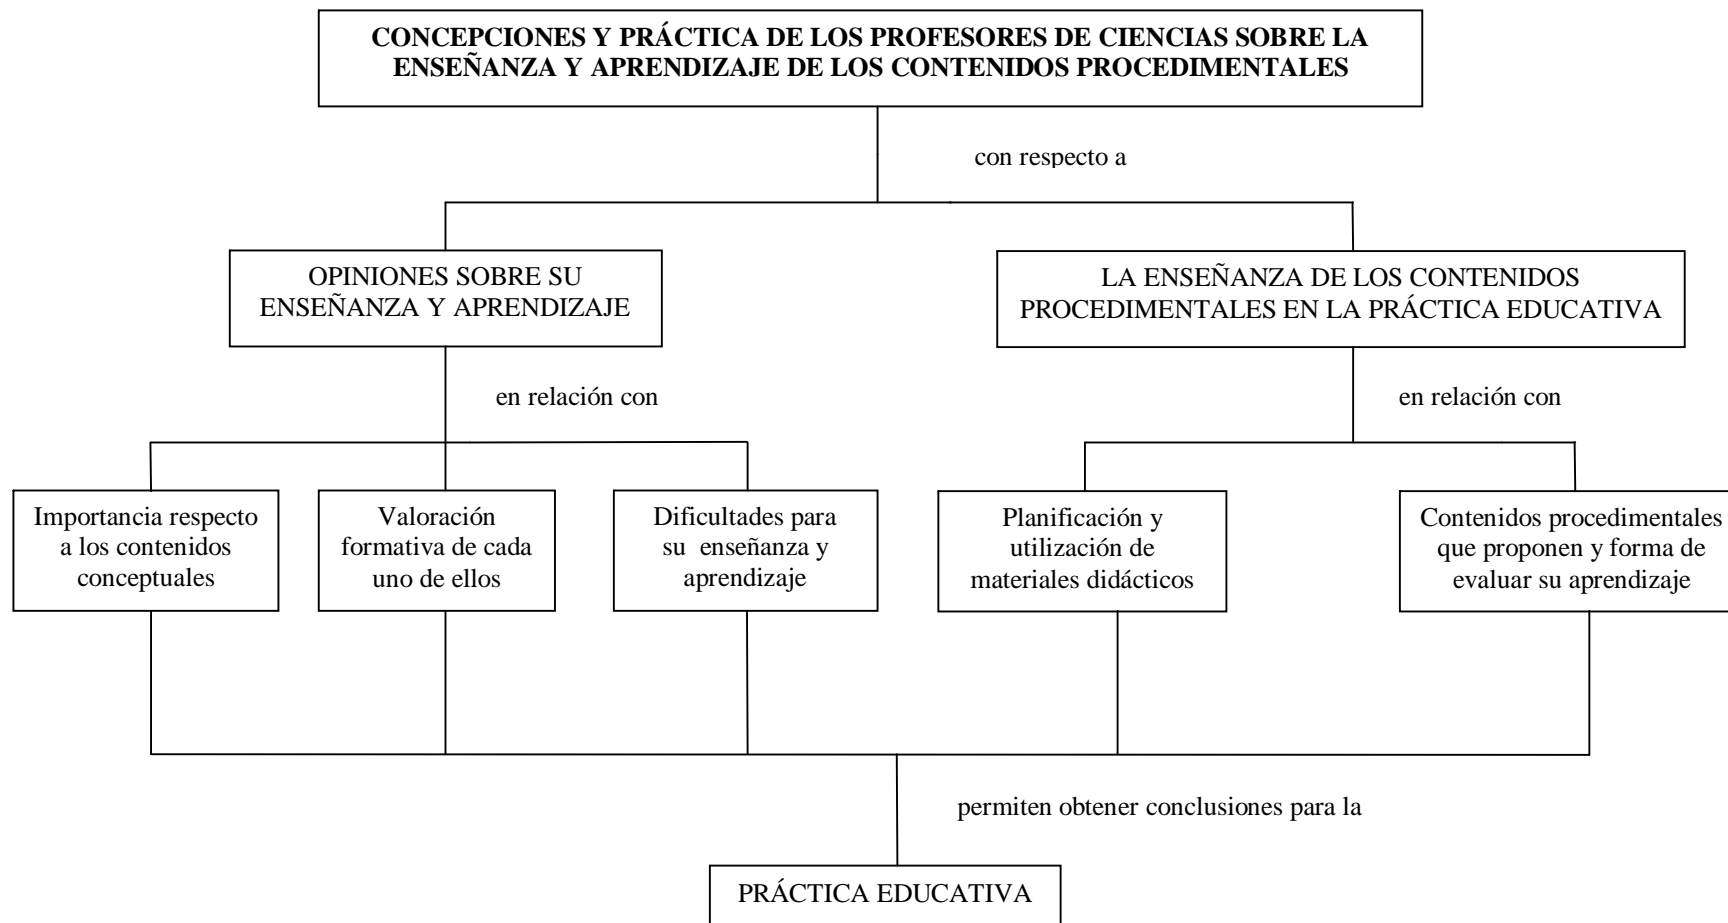 CONCEPCIONES Y PRÁCTICA DE LOS PROFESORES DE CIENCIAS SOBRE LA
ENSEÑANZA Y APRENDIZAJE DE LOS CONTENIDOS PROCEDIMENTALES
con respecto a
OPINIONES SOBRE SU
ENSEÑANZA Y APRENDIZAJE
LA ENSEÑANZA DE LOS CONTENIDOS
PROCEDIMENTALES EN LA PRÁCTICA EDUCATIVA
en relación con
en relación con
Importancia respecto
a los contenidos
conceptuales
Valoración
formativa de cada
uno de ellos
Dificultades para
su enseñanza y
aprendizaje
Planificación y
utilización de
materiales didácticos
Contenidos procedimentales
que proponen y forma de
evaluar su aprendizaje
permiten obtener conclusiones para la
PRÁCTICA EDUCATIVA